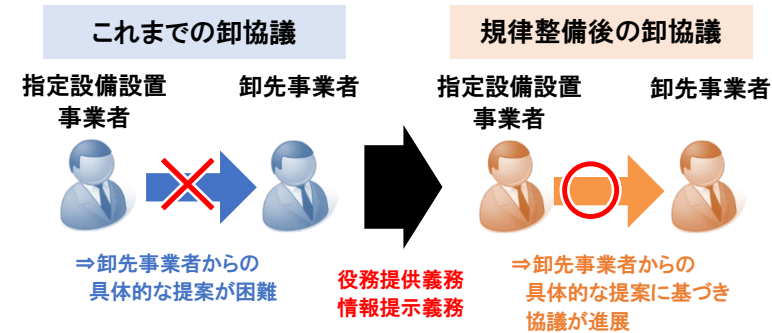 これまでの卸協議
指定設備設置
事業者
卸先事業者
⇒卸先事業者からの
具体的な提案が困難
役務提供義務
情報提示義務
規律整備後の卸協議
指定設備設置
事業者
卸先事業者
⇒卸先事業者からの
具体的な提案に基づき
協議が進展